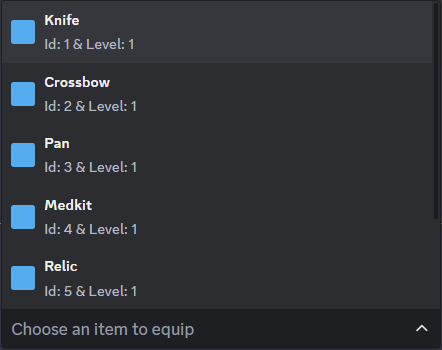 Knife
Id: 1 & Level: 1
Crossbow
Id: 2 & Level: 1
Pan
Id: 3 & Level: 1
Medkit
Id: 4 & Level: 1
Relic
Id: 5 & Level: 1
Choose an item to equip